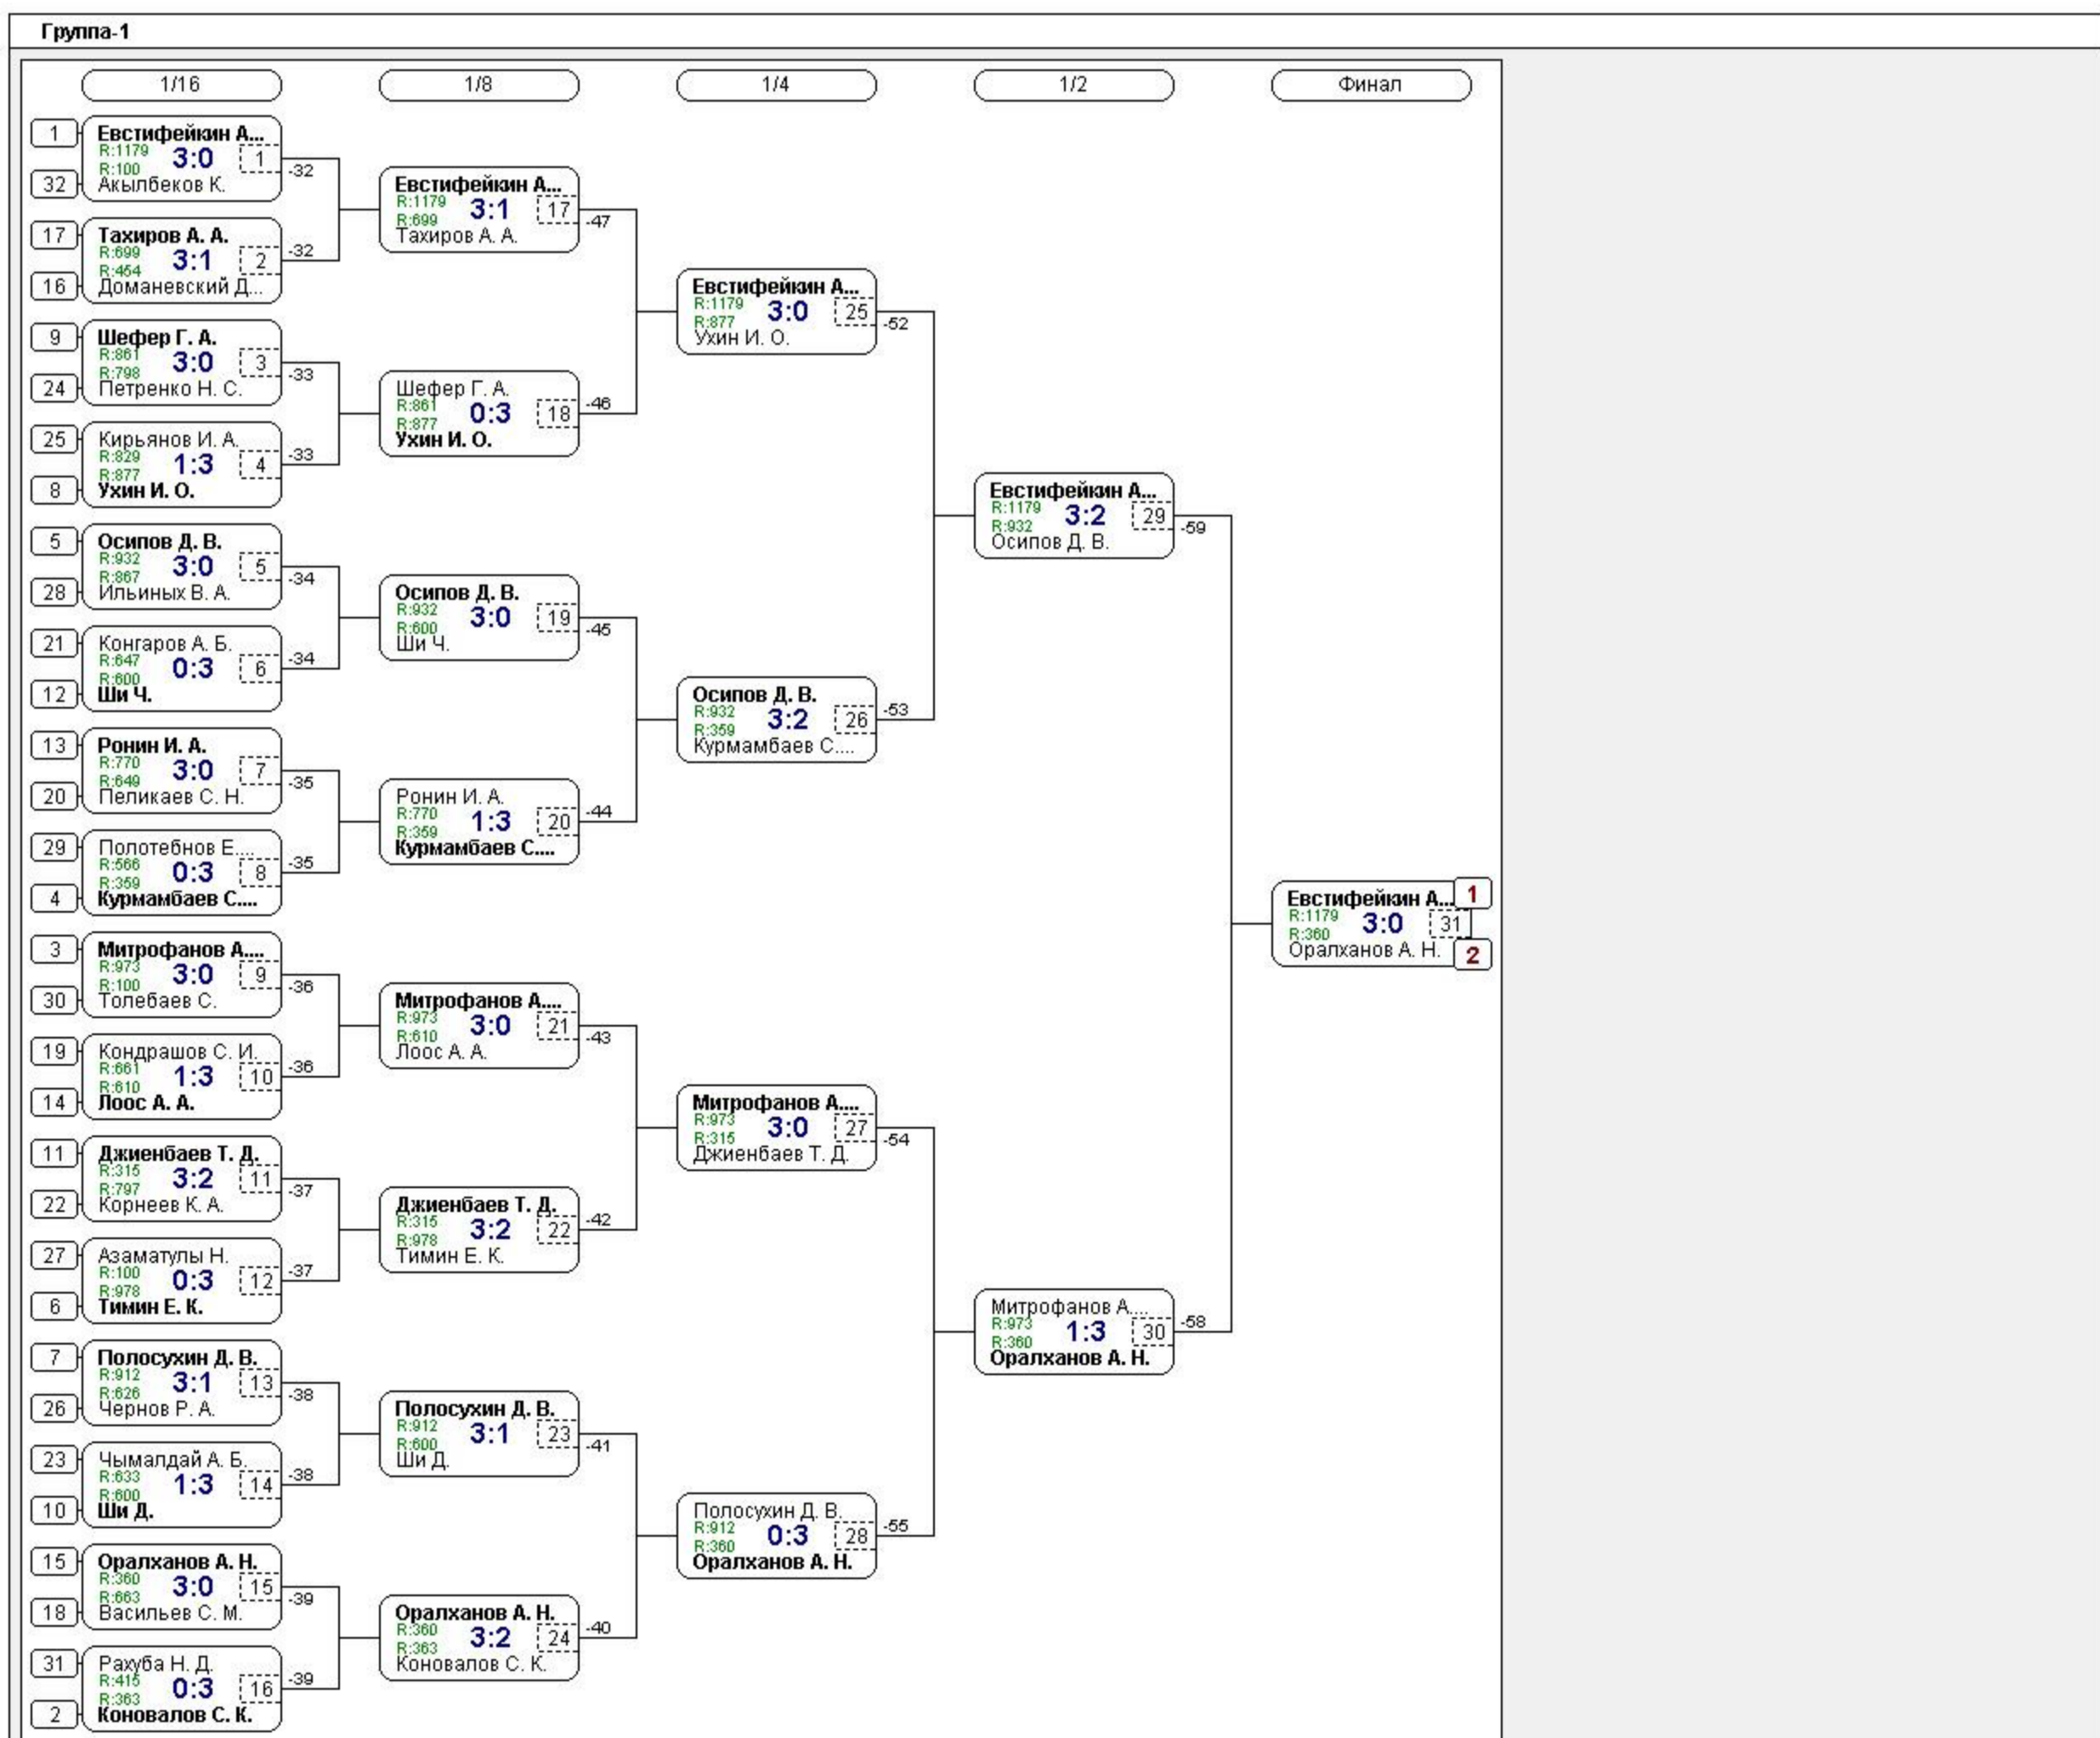 Группа-1
1/16
1/8
1/4
1/2
Финал
1
Евстифейкин А...
R:1179
3:0
1
R:100
32
Акылбеков К.
-32
17
Тахиров А. А.
R:699
3:1
2
R:454
16
Доманевский Д...
-32
9
Шефер Г. А.
R:861
3:0
3
R:798
24
Петренко Н. С.
-33
25
Кирьянов И. А.
R:829
1:3
4
R:877
8
Ухин И. О.
-33
5
Осипов Д. В.
R:932
3:0
5
R:867
28
Ильиных В. А.
-34
21
Конгаров А. Б.
R:647
0:3
6
R:600
12
Ши Ч.
-34
13
Ронин И. А.
R:770
3:0
7
R:649
20
Пеликаев С. Н.
-35
29
Полотебнов Е....
R:566
0:3
8
R:359
4
Курмамбаев С....
-35
3
Митрофанов А....
R:973
3:0
9
R:100
30
Толебаев С.
-36
19
Кондрашов С. И.
R:661
1:3
10
R:610
14
Лоос А. А.
-36
11
Джиенбаев Т. Д.
R:315
3:2
11
R:797
22
Корнеев К. А.
-37
27
Азаматулы Н.
R:100
0:3
12
R:978
6
Тимин Е. К.
-37
7
Полосухин Д. В.
R:912
3:1
13
R:626
26
Чернов Р. А.
-38
23
Чымалдай А. Б.
R:633
1:3
14
R:600
10
Ши Д.
-38
15
Оралханов А. Н.
R:360
3:0
15
R:663
18
Васильев С. М.
-39
31
Рахуба Н. Д.
R:415
0:3
16
R:363
2
Коновалов С. К.
-39
Евстифейкин А...
R:1179
3:1
17
R:699
Тахиров А. А.
-47
Шефер Г. А.
R:861
0:3
18
R:877
Ухин И. О.
-46
Осипов Д. В.
R:932
3:0
19
R:600
Ши Ч.
-45
Ронин И. А.
R:770
1:3
20
R:359
Курмамбаев С....
-44
Митрофанов А....
R:973
3:0
21
R:610
Лоос А. А.
-43
Джиенбаев Т. Д.
R:315
3:2
22
R:978
Тимин Е. К.
-42
Полосухин Д. В.
R:912
3:1
23
R:600
Ши Д.
-41
Оралханов А. Н.
R:360
3:2
24
R:363
Коновалов С. К.
-40
Евстифейкин А...
R:1179
3:0
25
R:877
Ухин И. О.
-52
Осипов Д. В.
R:932
3:2
26
R:359
Курмамбаев С....
-53
Митрофанов А....
R:973
3:0
27
R:315
Джиенбаев Т. Д.
-54
Полосухин Д. В.
R:912
0:3
28
R:360
Оралханов А. Н.
-55
Евстифейкин А...
R:1179
3:2
29
R:932
Осипов Д. В.
-59
Митрофанов А....
R:973
1:3
30
R:360
Оралханов А. Н.
-58
Евстифейкин А...
1
R:1179
3:0
31
R:360
Оралханов А. Н.
2